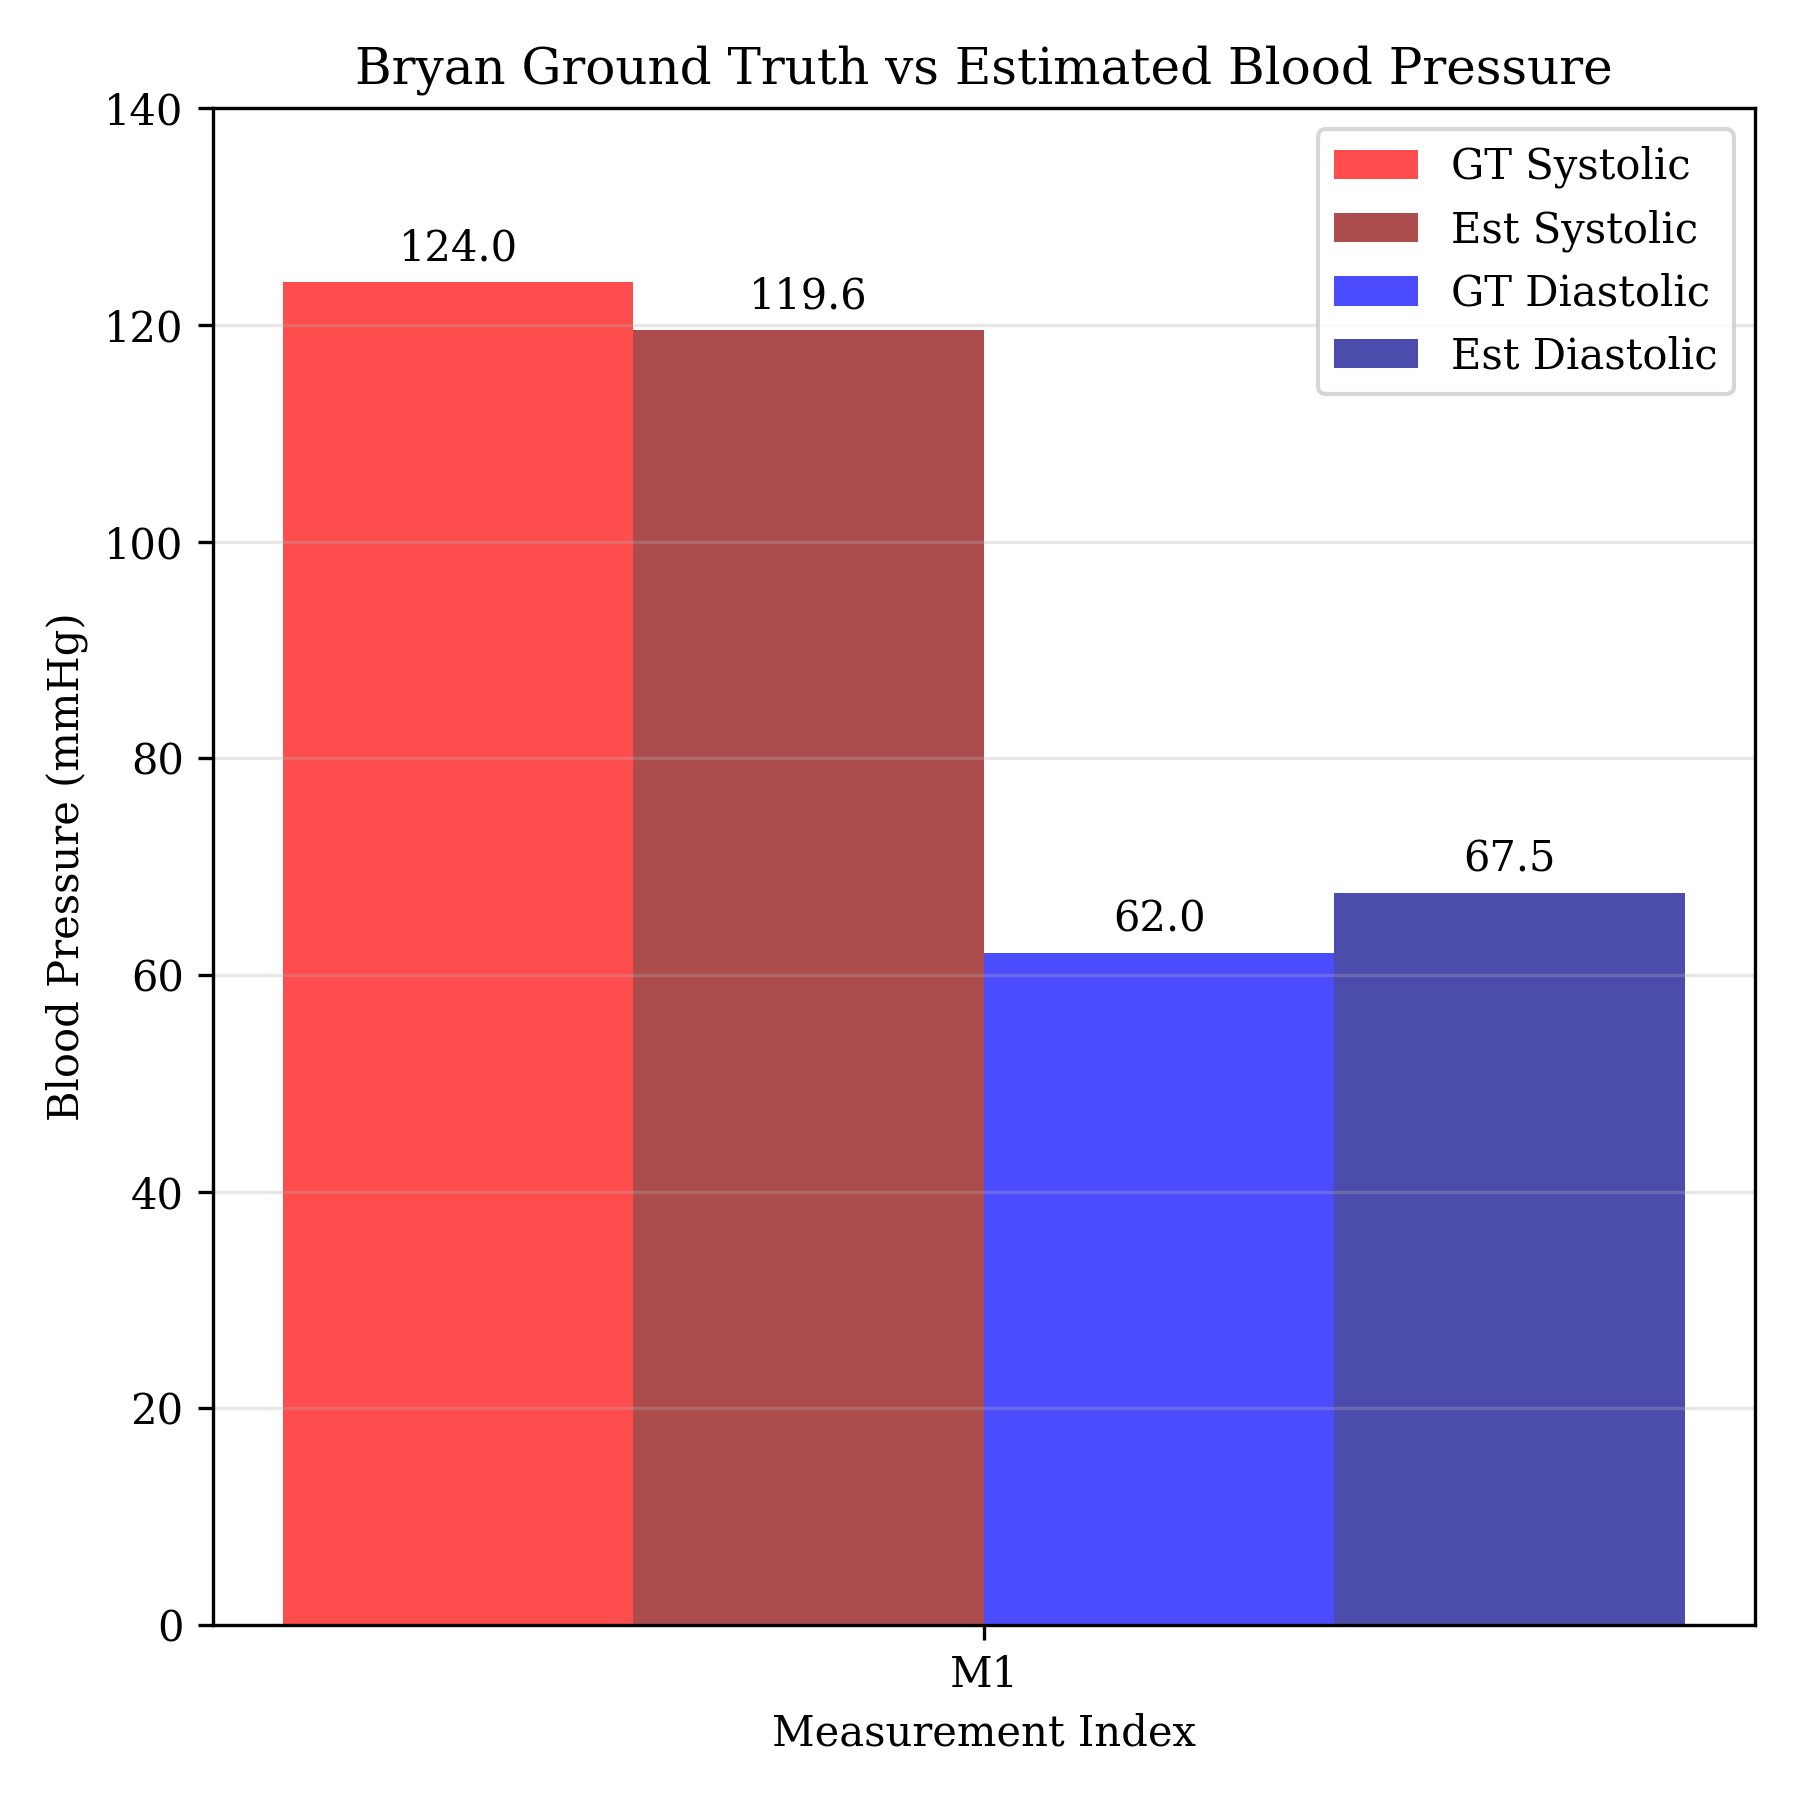 Bryan Ground Truth vs Estimated Blood Pressure
140
120
100
80
60
40
20
0
Blood Pressure (mmHg)
124.0
119.6
62.0
67.5
GT Systolic
Est Systolic
GT Diastolic
Est Diastolic
M1
Measurement Index